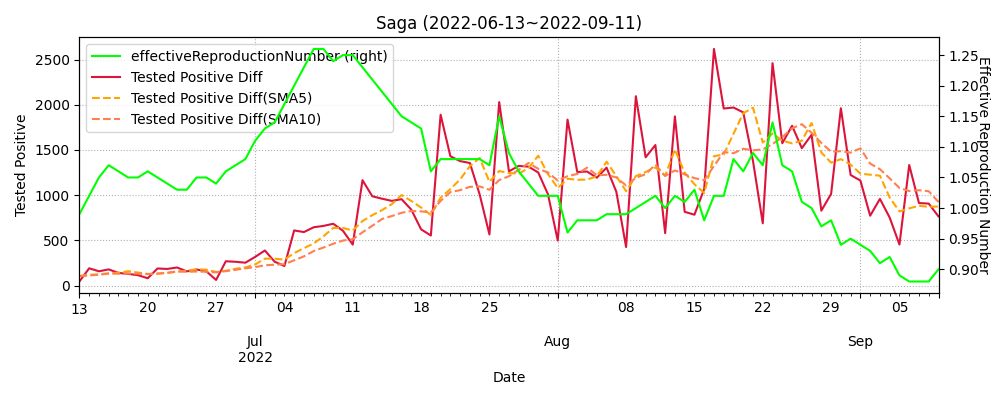 Saga (2022-06-13~2022-09-11)
effectiveReproductionNumber (right)
Tested Positive Diff
Tested Positive Diff(SMA5)
Tested Positive Diff(SMA10)
Tested Positive
2500
2000
1500
1000
500
0
1.25
1.20
1.15
1.10
1.05
1.00
0.95
0.90
Effective Reproduction Number
13 20 27 04 11 18 25 08 15 22 29 05
Jul Aug Sep
2022
Date